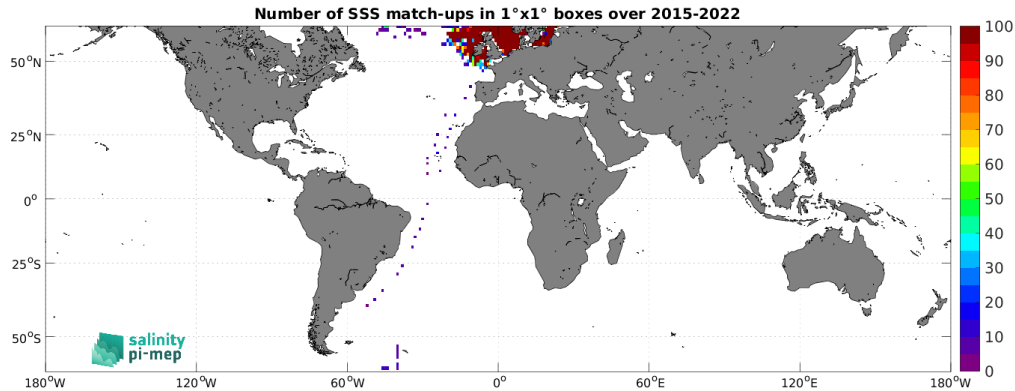 Number of SSS match-ups in 1°x1° boxes over 2015-2022
100
90
80
70
60
50
40
30
20
10
0
50°N
25°N
0°
25°S
50°S
salinity
pi-mep
180°W 120°W 60°W 0° 60°E 120°E 180°W